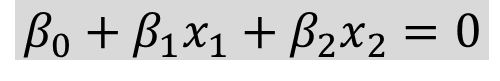 β₀ + β₁x₁ + β₂x₂ = 0